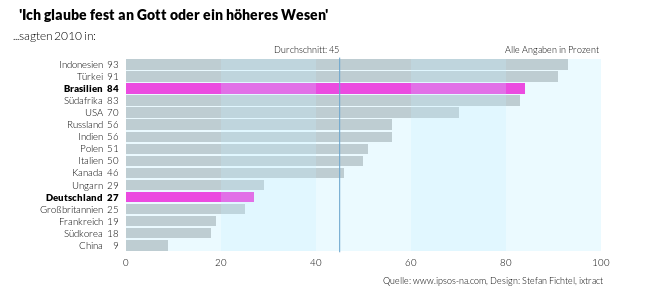 'Ich glaube fest an Gott oder ein höheres Wesen'
...sagten 2010 in:
Durchschnitt: 45 Alle Angaben in Prozent
Indonesien 93
Türkei 91
Brasilien 84
Südafrika 83
USA 70
Russland 56
Indien 56
Polen 51
Italien 50
Kanada 46
Ungarn 29
Deutschland 27
Großbritannien 25
Frankreich 19
Südkorea 18
China 9
0 20 40 60 80 100
Quelle: www.ipsos-na.com, Design: Stefan Fichtel, ixtract